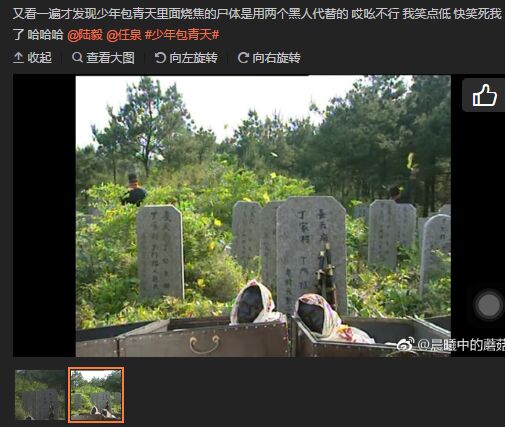 又看一遍才发现少年包青天里面烧焦的尸体是用两个黑人代替的 哎吆不行 我笑点低 快笑死我
了 哈哈哈 @陆毅 @任泉 #少年包青天#
收起 查看大图 向左旋转 向右旋转
@晨曦中的蘑菇